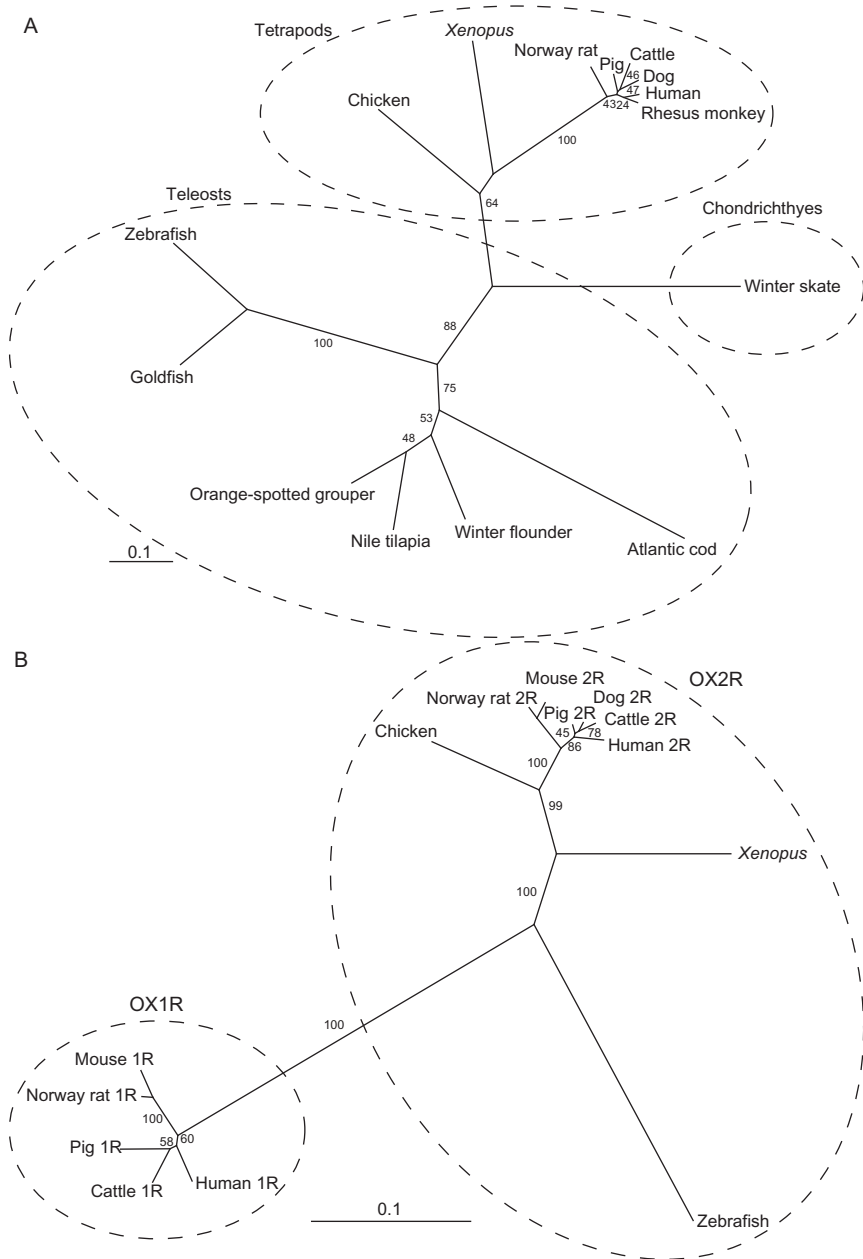 A
Tetrapods
Xenopus
Norway rat
Cattle
Pig
46
Dog
47
Human
4324
Rhesus monkey
Chicken
100
64
Teleosts
Chondrichthyes
Zebrafish
Winter skate
88
100
Goldfish
75
53
48
Orange-spotted grouper
Winter flounder
Nile tilapia
Atlantic cod
0.1
B
OX2R
Mouse 2R
Norway rat 2R
Dog 2R
Pig 2R
Cattle 2R
Chicken
45
78
86
Human 2R
100
99
Xenopus
100
OX1R
100
Mouse 1R
Norway rat 1R
100
58
60
Pig 1R
Cattle 1R
Human 1R
0.1
Zebrafish